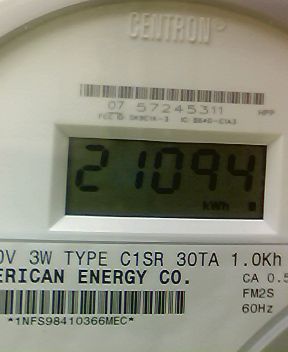 CENTRON®
07 57245311 HPP
21094
kWh
0V 3W TYPE C1SR 30TA 1.0Kh
ERICAN ENERGY CO.
CA 0.5
FM2S
60Hz
*1NFS98410366MEC*